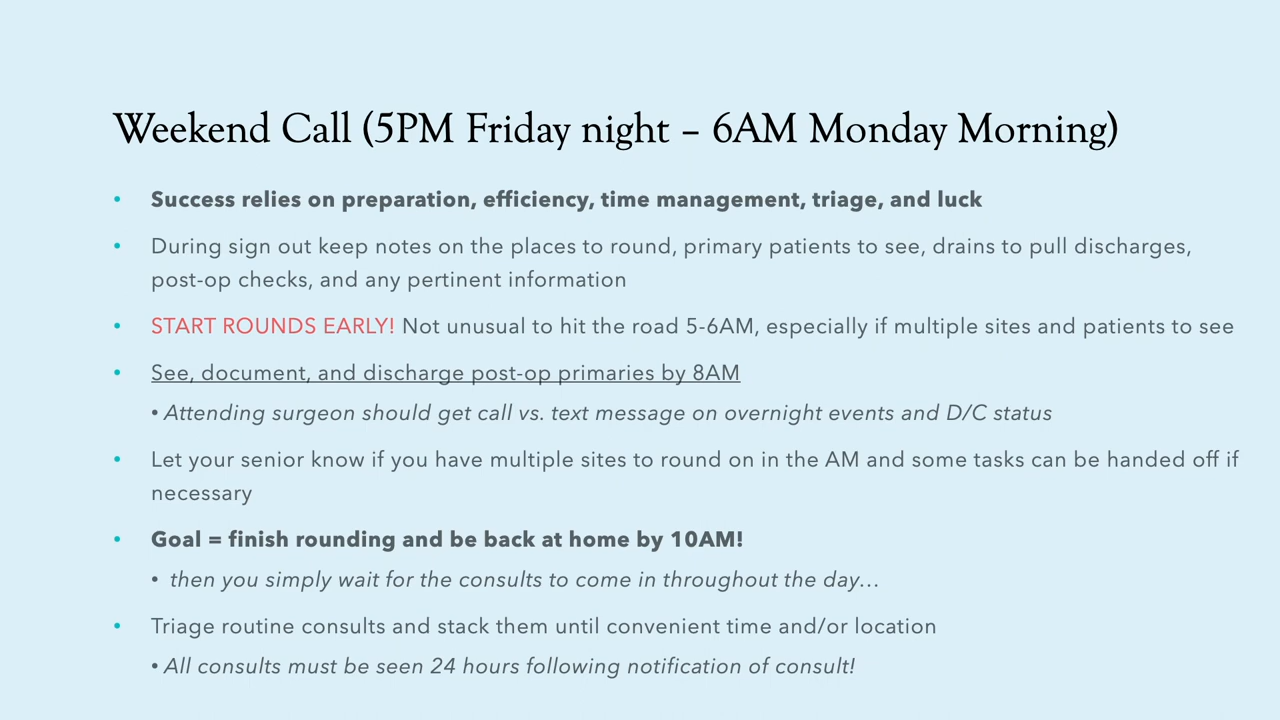 Weekend Call (5PM Friday night – 6AM Monday Morning)
• Success relies on preparation, efficiency, time management, triage, and luck
• During sign out keep notes on the places to round, primary patients to see, drains to pull discharges,
post-op checks, and any pertinent information
• START ROUNDS EARLY! Not unusual to hit the road 5-6AM, especially if multiple sites and patients to see
• See, document, and discharge post-op primaries by 8AM
• Attending surgeon should get call vs. text message on overnight events and D/C status
• Let your senior know if you have multiple sites to round on in the AM and some tasks can be handed off if
necessary
• Goal = finish rounding and be back at home by 10AM!
• then you simply wait for the consults to come in throughout the day…
• Triage routine consults and stack them until convenient time and/or location
• All consults must be seen 24 hours following notification of consult!